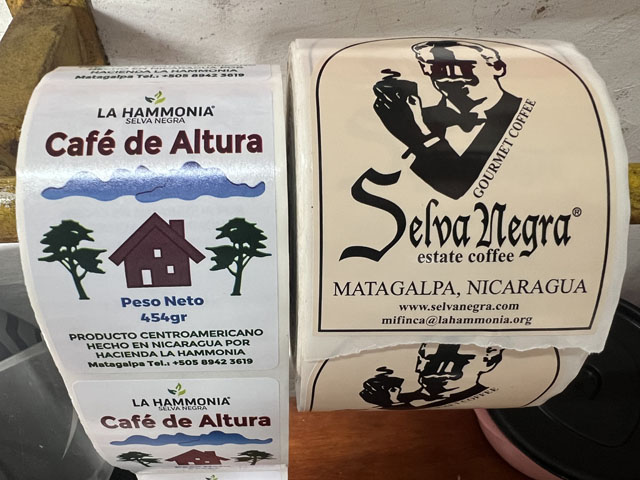 HACIENDA LA HAMMONIA
Matagalpa Tel.: +505 8942 3619
LA HAMMONIA®
SELVA NEGRA
Café de Altura
Peso Neto
454gr
PRODUCTO CENTROAMERICANO
HECHO EN NICARAGUA POR
HACIENDA LA HAMMONIA
Matagalpa Tel.: +505 8942 3619
LA HAMMONIA®
SELVA NEGRA
Café de Altura
GOURMET COFFEE
Selva Negra®
estate coffee
MATAGALPA, NICARAGUA
www.selvanegra.com
mifinca@lahammonia.org